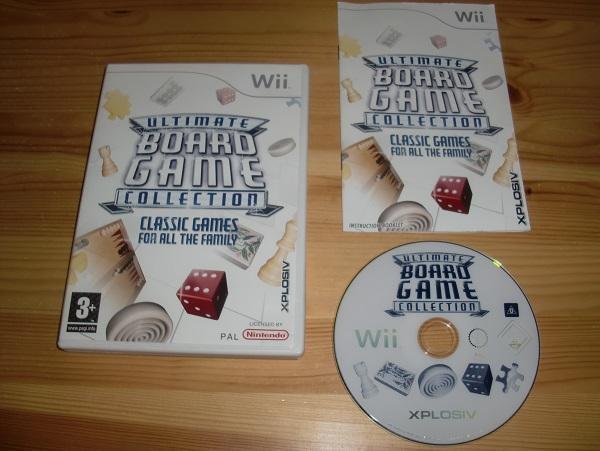 Wii
ULTIMATE
BOARD
GAME
COLLECTION
CLASSIC GAMES
FOR ALL THE FAMILY
3+
www.pegi.info
PAL
LICENSED BY
Nintendo
XPLOSIV
Wii
ULTIMATE
BOARD
GAME
COLLECTION
CLASSIC GAMES
FOR ALL THE FAMILY
INSTRUCTION BOOKLET
XPLOSIV
ULTIMATE
BOARD
GAME
COLLECTION
Wii
XPLOSIV